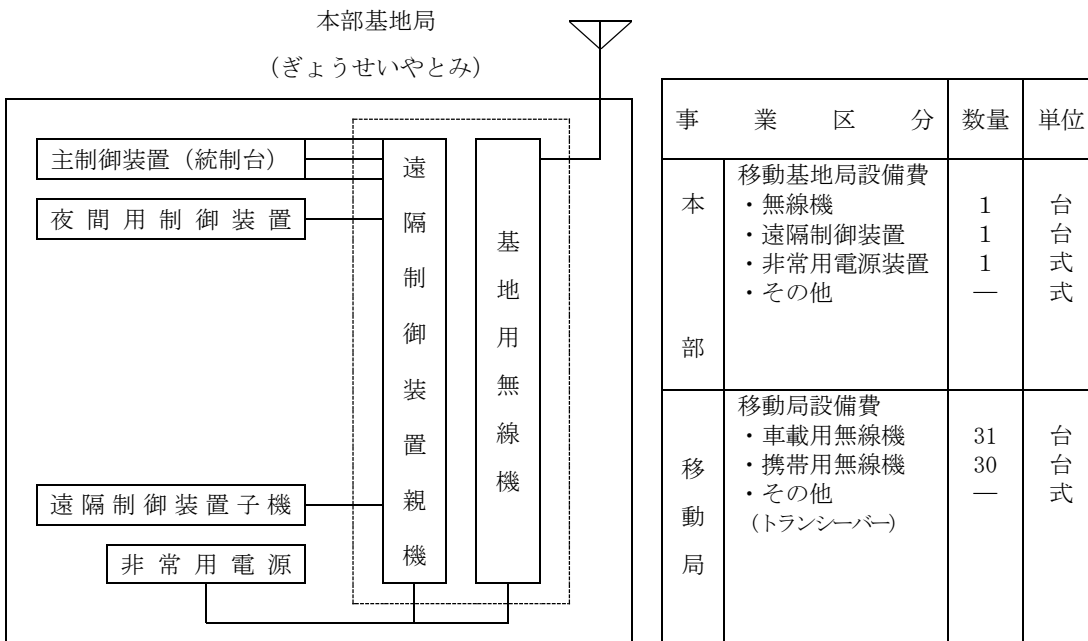 本部基地局
(ぎょうせいやとみ)
主制御装置(統制台)
夜間用制御装置
遠隔制御装置子機
非常用電源
遠隔制御装置親機
基地用無線機
事業区分 数量 単位
本部
移動基地局設備費
・無線機 1 台
・遠隔制御装置 1 台
・非常用電源装置 1 式
・その他 ― 式
移動局
移動局設備費
・車載用無線機 31 台
・携帯用無線機 30 台
・その他 ― 式
(トランシーバー)